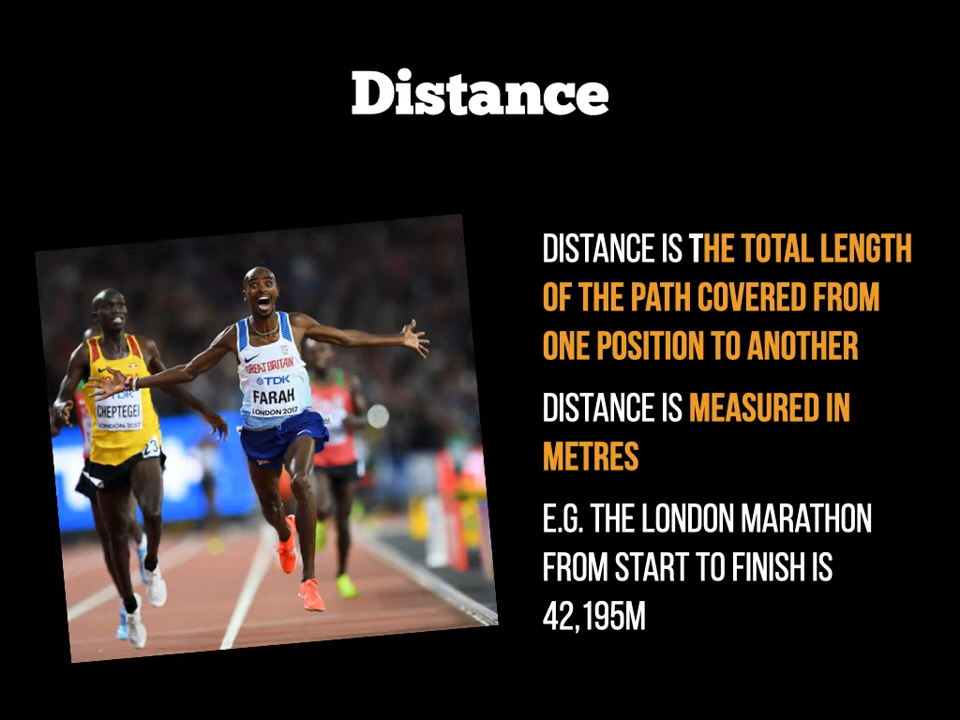 Distance
DISTANCE IS THE TOTAL LENGTH
OF THE PATH COVERED FROM
ONE POSITION TO ANOTHER
DISTANCE IS MEASURED IN
METRES
E.G. THE LONDON MARATHON
FROM START TO FINISH IS
42,195M
GREAT BRITAIN
TDK
FARAH
LONDON 2017
TDK
CHEPTEGEI
LONDON 2017
23